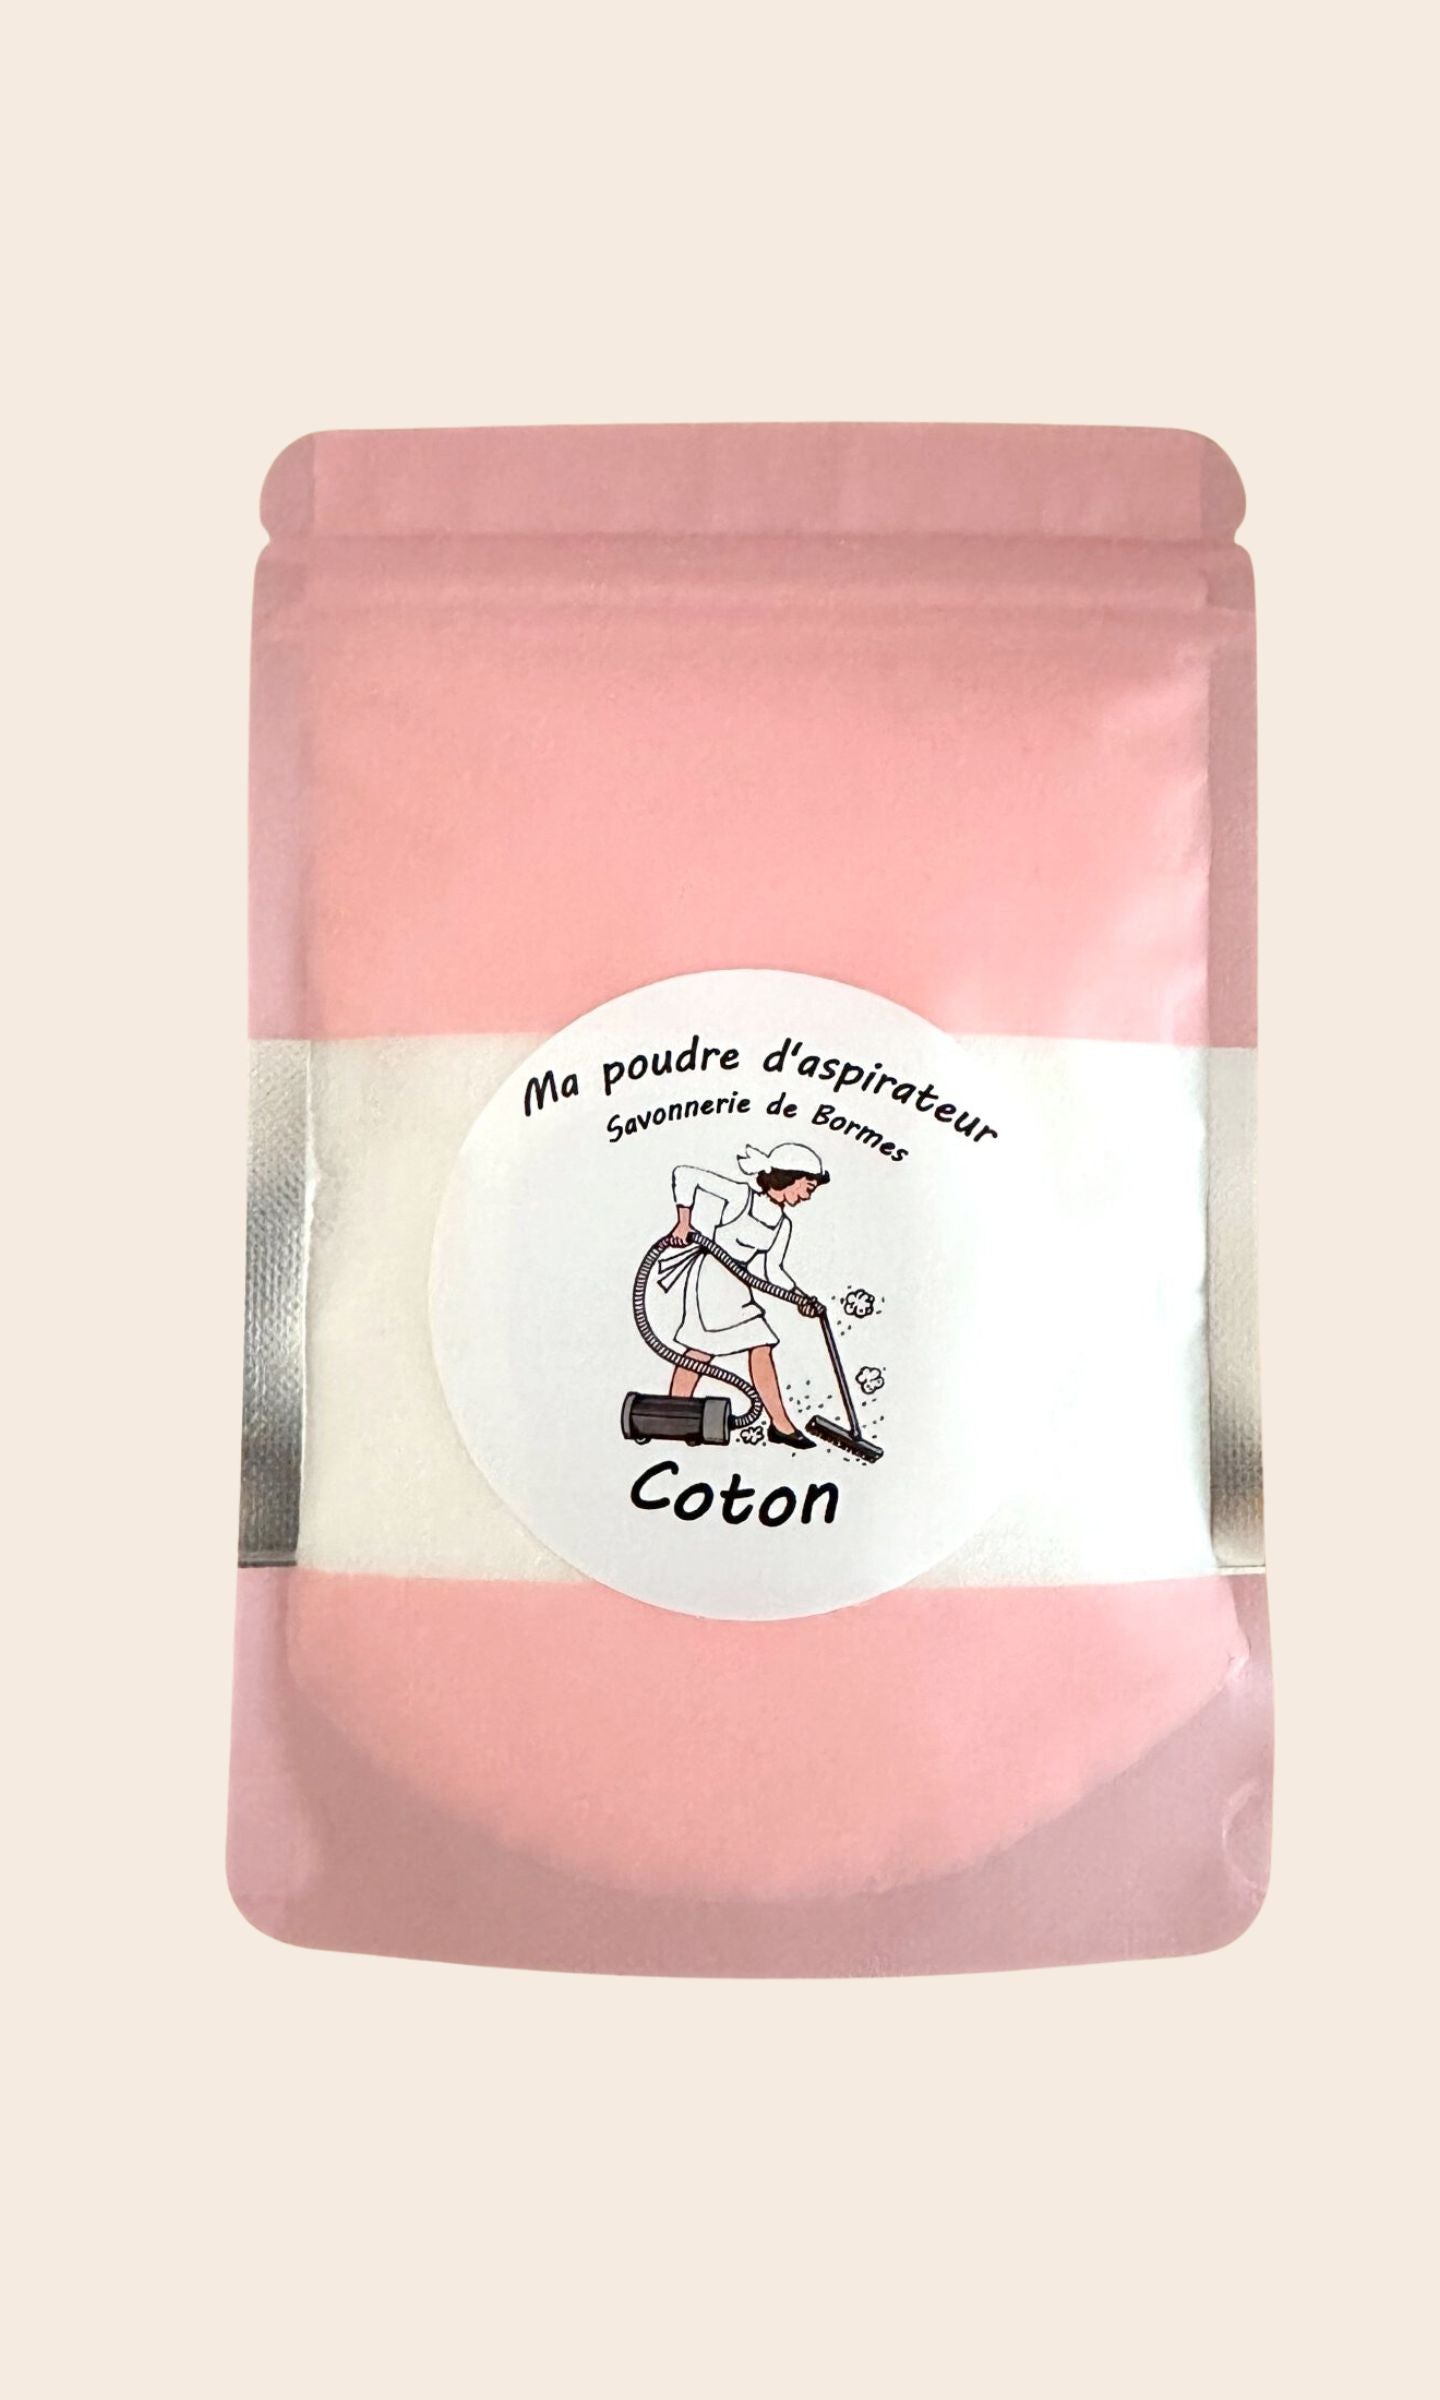 Ma poudre d'aspirateur
Savonnerie de Bormes
Coton